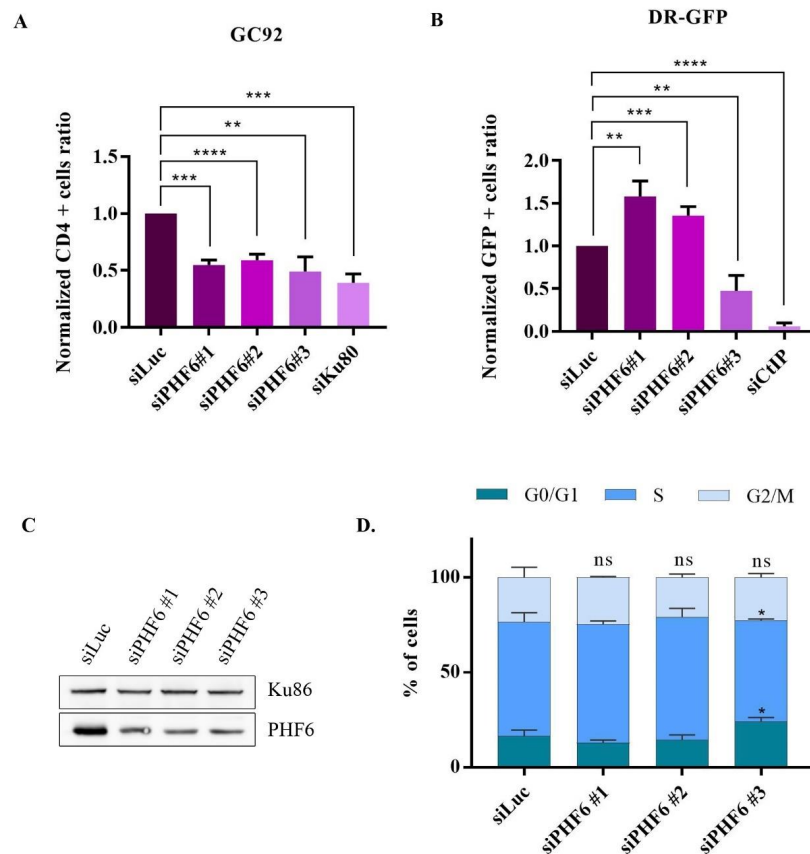 A
GC92
***
**
****
***
Normalized CD4 + cells ratio
1.5
1.0
0.5
0.0
siLuc
siPHF6#1
siPHF6#2
siPHF6#3
siKu80
B
DR-GFP
****
**
***
**
Normalized GFP + cells ratio
2.0
1.5
1.0
0.5
0.0
siLuc
siPHF6#1
siPHF6#2
siPHF6#3
siCtIP
C
siLuc
siPHF6 #1
siPHF6 #2
siPHF6 #3
Ku86
PHF6
G0/G1 S G2/M
D.
ns ns ns
*
*
% of cells
100
50
0
siLuc
siPHF6 #1
siPHF6 #2
siPHF6 #3